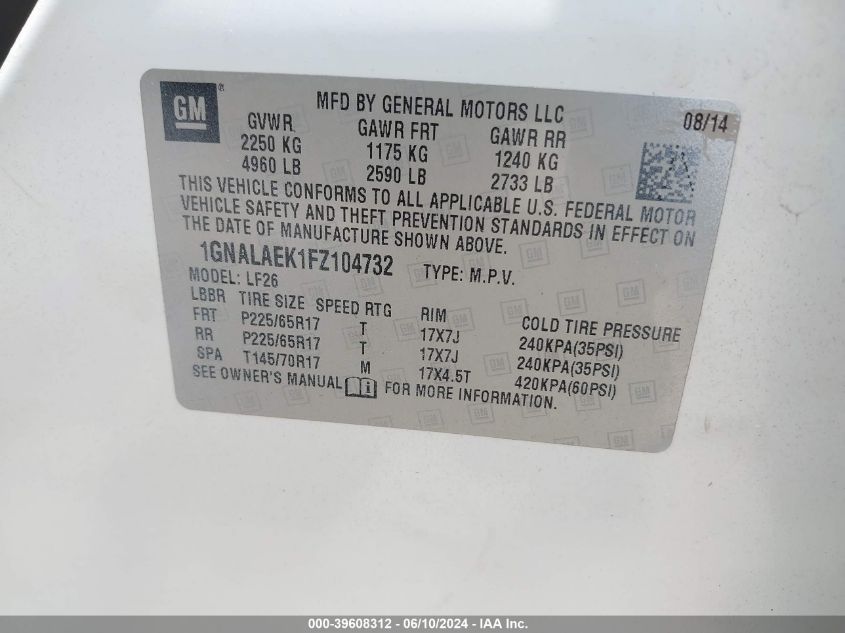 GM®
MFD BY GENERAL MOTORS LLC
08/14
GVWR GAWR FRT GAWR RR
2250 KG 1175 KG 1240 KG
4960 LB 2590 LB 2733 LB
THIS VEHICLE CONFORMS TO ALL APPLICABLE U.S. FEDERAL MOTOR
VEHICLE SAFETY AND THEFT PREVENTION STANDARDS IN EFFECT ON
THE DATE OF MANUFACTURE SHOWN ABOVE.
1GNALAEK1FZ104732 TYPE: M.P.V.
MODEL: LF26
LBBR TIRE SIZE SPEED RTG RIM COLD TIRE PRESSURE
FRT P225/65R17 T 17X7J 240KPA(35PSI)
RR P225/65R17 T 17X7J 240KPA(35PSI)
SPA T145/70R17 M 17X4.5T 420KPA(60PSI)
SEE OWNER'S MANUAL FOR MORE INFORMATION.
000-39608312 - 06/10/2024 - IAA Inc.